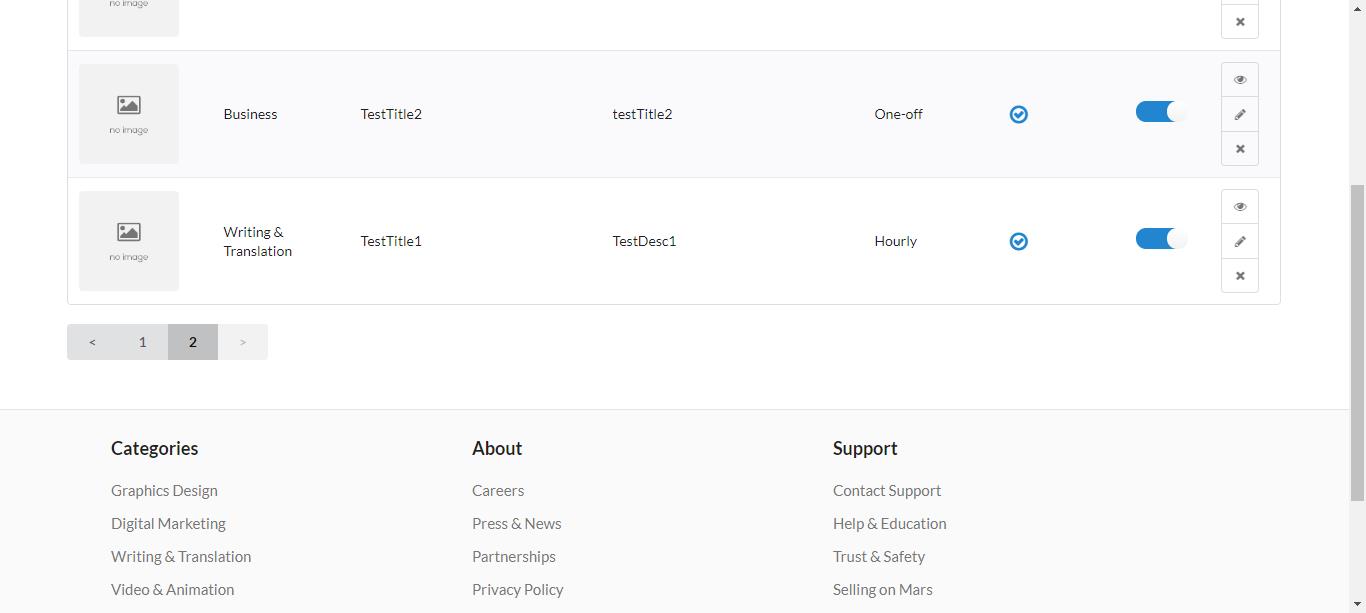 no image
no image
Business
TestTitle2
testTitle2
One-off
no image
Writing &
Translation
TestTitle1
TestDesc1
Hourly
<
1
2
>
Categories
About
Support
Graphics Design
Careers
Contact Support
Digital Marketing
Press & News
Help & Education
Writing & Translation
Partnerships
Trust & Safety
Video & Animation
Privacy Policy
Selling on Mars